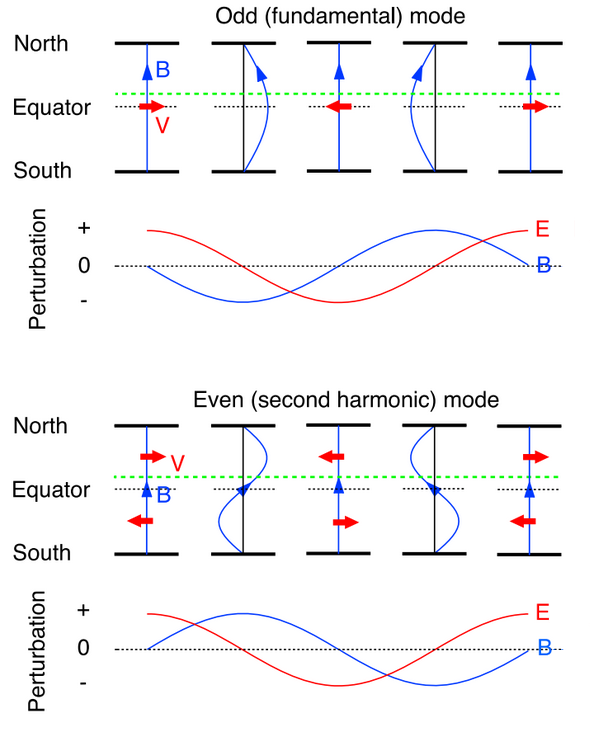 Odd (fundamental) mode
North
B
Equator
V
South
Perturbation
+
E
0
B
-
Even (second harmonic) mode
North
V
Equator
B
South
Perturbation
+
E
0
B
-